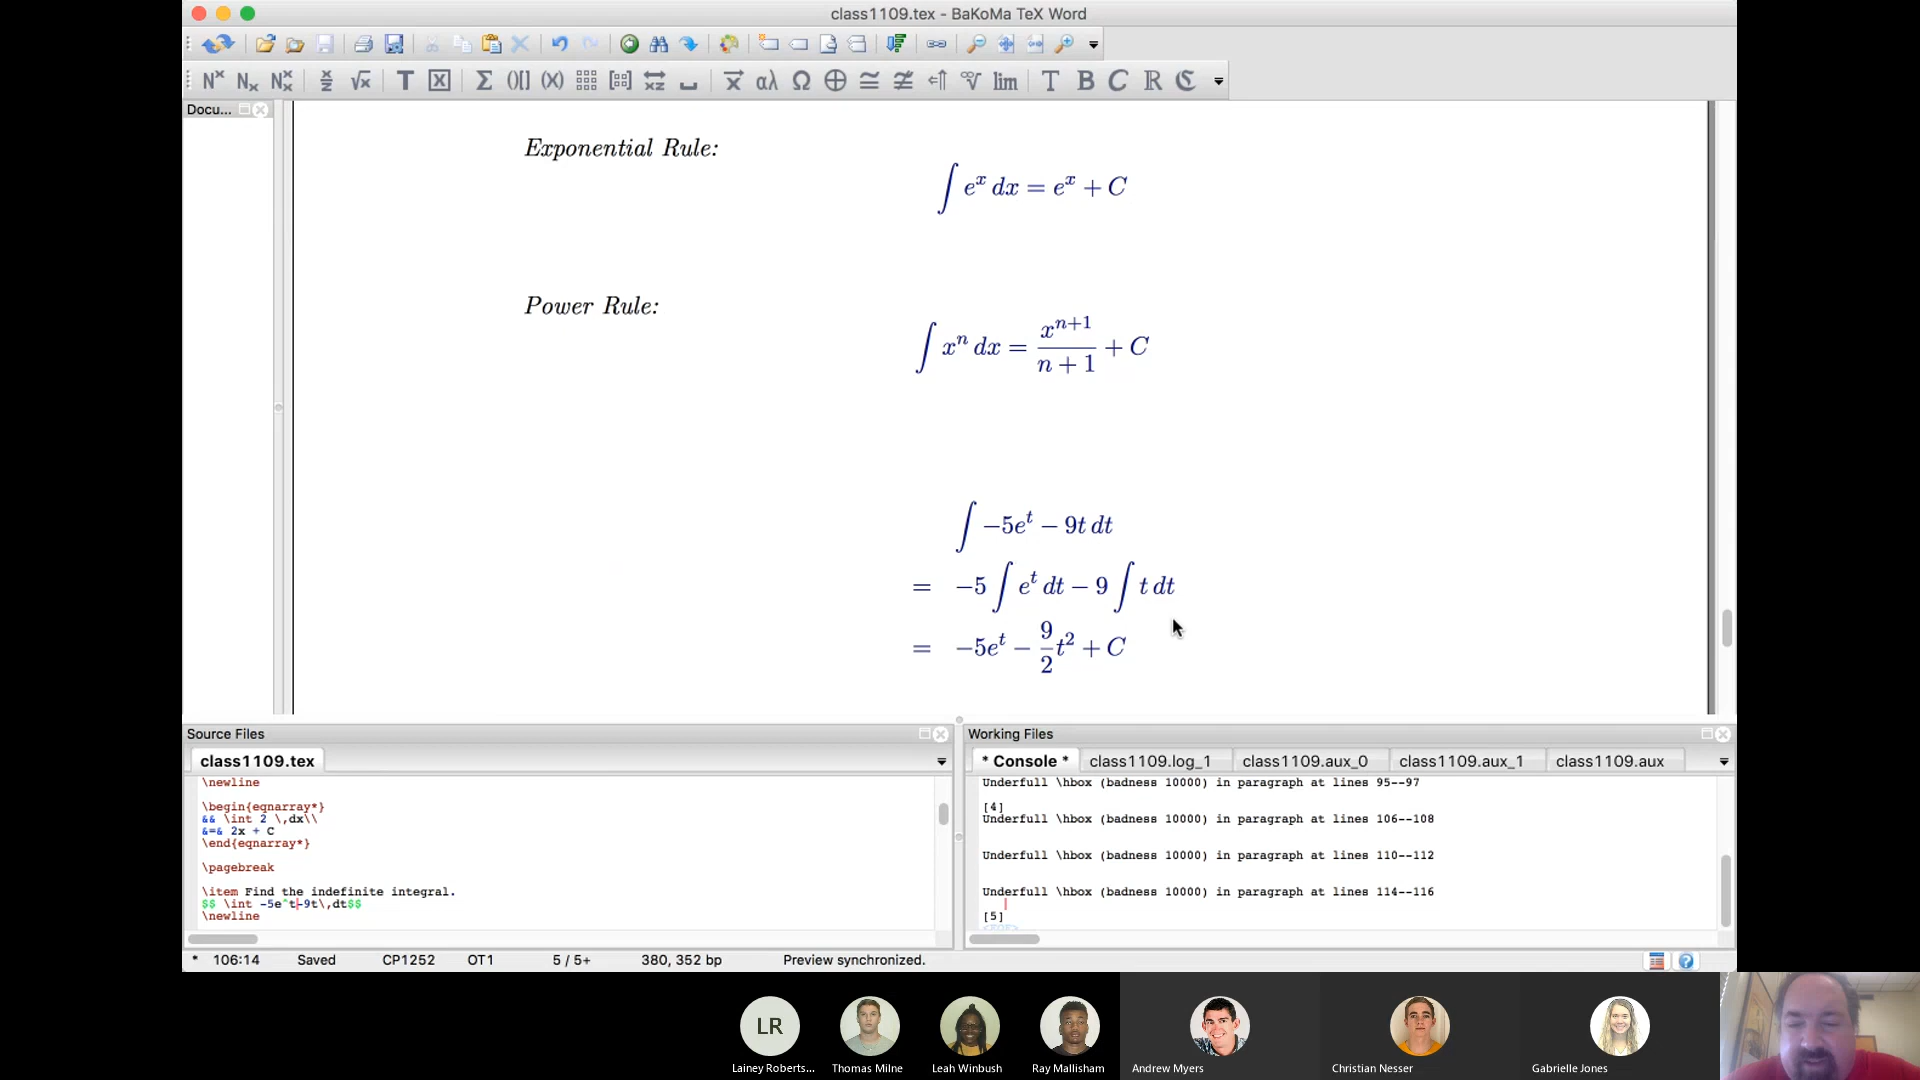 class1109.tex - BaKoMa TeX Word
Docu...
Exponential Rule:
∫ e^x dx = e^x + C
Power Rule:
∫ x^n dx = x^{n+1}/(n + 1) + C
∫ −5e^t − 9t dt
= −5 ∫ e^t dt − 9 ∫ t dt
= −5e^t − 9/2 t^2 + C
Source Files
class1109.tex
\newline
\begin{eqnarray*}
&& \int 2 \,dx\\
&=& 2x + C
\end{eqnarray*}
\pagebreak
\item Find the indefinite integral.
$$ \int -5e^t-9t\,dt$$
\newline
Working Files
* Console * class1109.log_1 class1109.aux_0 class1109.aux_1 class1109.aux
Underfull \hbox (badness 10000) in paragraph at lines 95--97
[4]
Underfull \hbox (badness 10000) in paragraph at lines 106--108
Underfull \hbox (badness 10000) in paragraph at lines 110--112
Underfull \hbox (badness 10000) in paragraph at lines 114--116
[5]
* 106:14 Saved CP1252 OT1 5 / 5+ 380, 352 bp Preview synchronized.
LR
Lainey Roberts... Thomas Milne Leah Winbush Ray Mallisham Andrew Myers Christian Nesser Gabrielle Jones